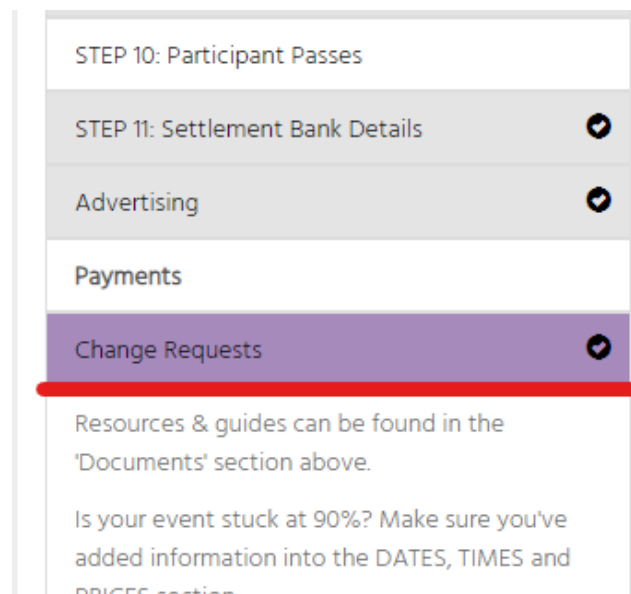 STEP 10: Participant Passes
STEP 11: Settlement Bank Details
Advertising
Payments
Change Requests
Resources & guides can be found in the
'Documents' section above.
Is your event stuck at 90%? Make sure you've
added information into the DATES, TIMES and
PRICES section